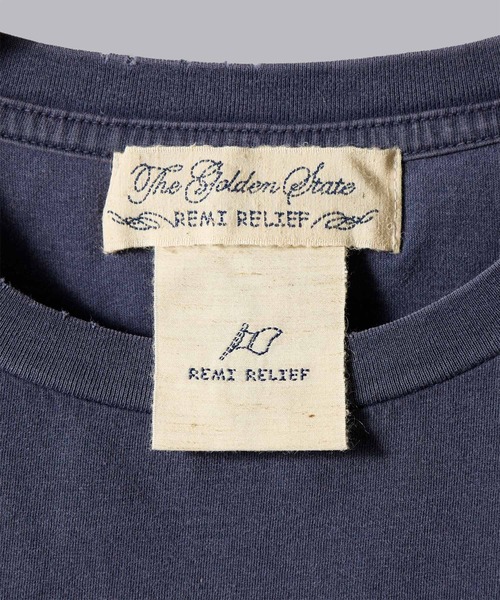 The Golden State
REMI RELIEF
REMI RELIEF